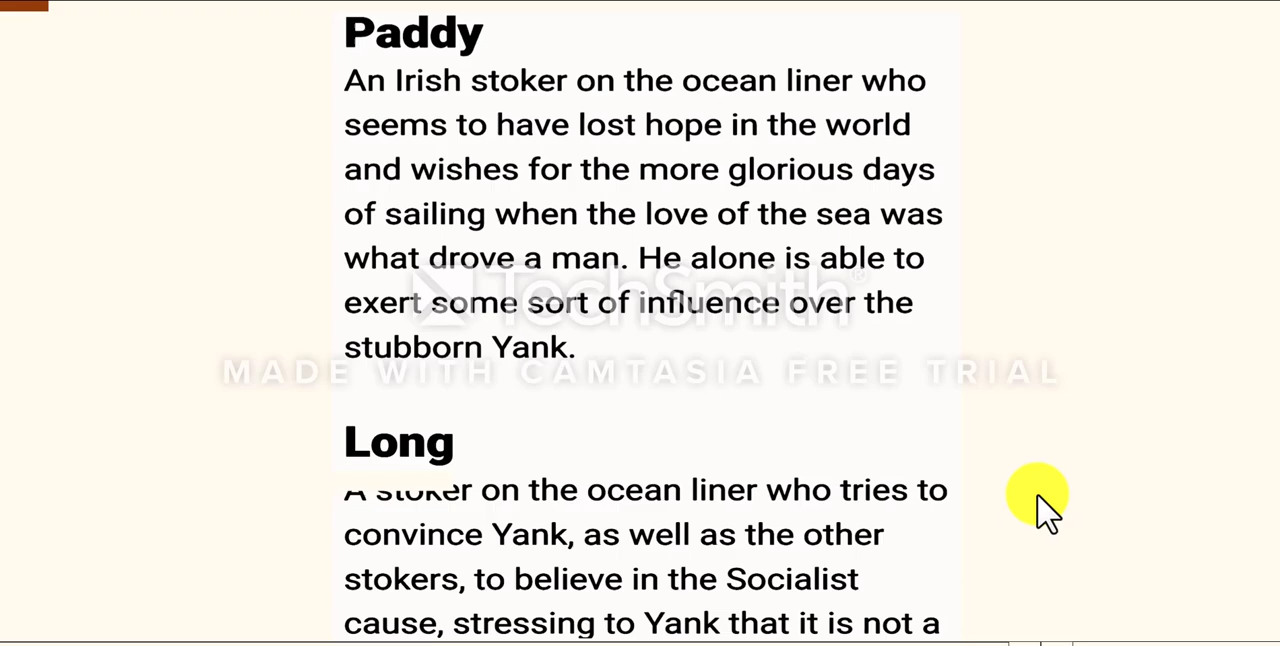 Paddy
An Irish stoker on the ocean liner who
seems to have lost hope in the world
and wishes for the more glorious days
of sailing when the love of the sea was
what drove a man. He alone is able to
TechSmith®
exert some sort of influence over the
stubborn Yank.
MADE WITH CAMTASIA FREE TRIAL
Long
A stoker on the ocean liner who tries to
convince Yank, as well as the other
stokers, to believe in the Socialist
cause, stressing to Yank that it is not a